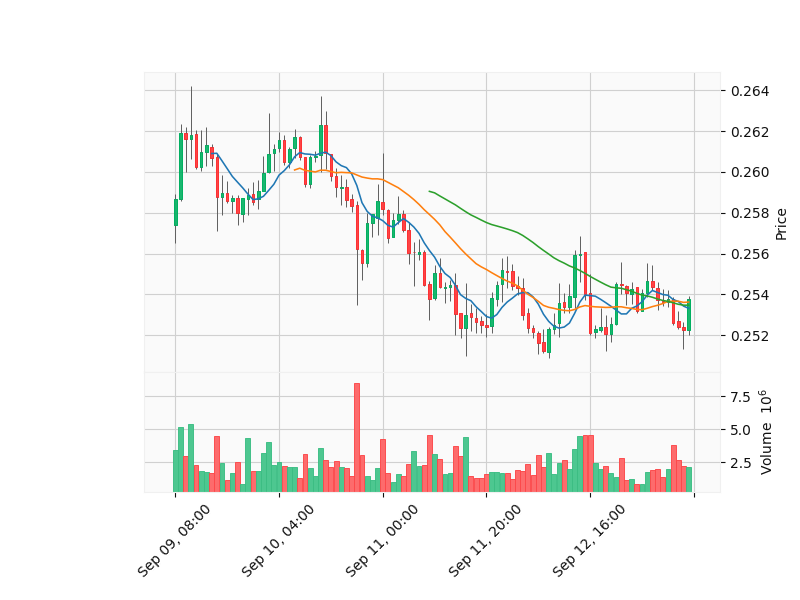 0.264
0.262
0.260
0.258
0.256
0.254
0.252
Price
7.5
5.0
2.5
Volume 10^6
Sep 09, 08:00
Sep 10, 04:00
Sep 11, 00:00
Sep 11, 20:00
Sep 12, 16:00